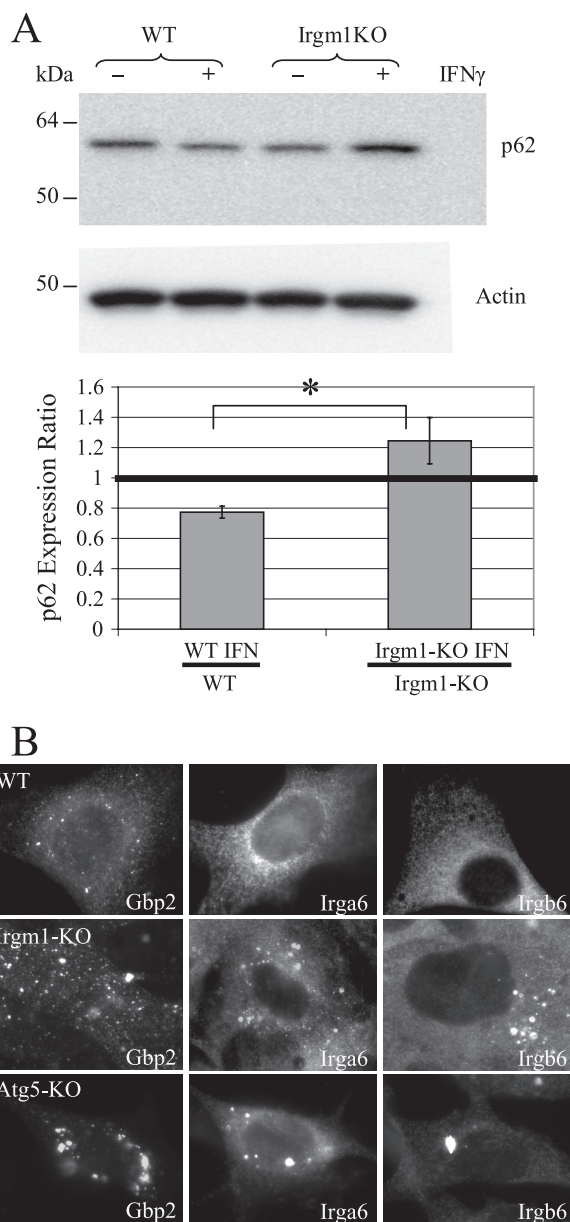 A
WT Irgm1KO
kDa – + – + IFNγ
64
p62
50
50
Actin
*
1.6
1.4
1.2
1
0.8
0.6
0.4
0.2
0
p62 Expression Ratio
WT IFN Irgm1-KO IFN
WT Irgm1-KO
B
WT
Gbp2 Irga6 Irgb6
Irgm1-KO
Gbp2 Irga6 Irgb6
Atg5-KO
Gbp2 Irga6 Irgb6